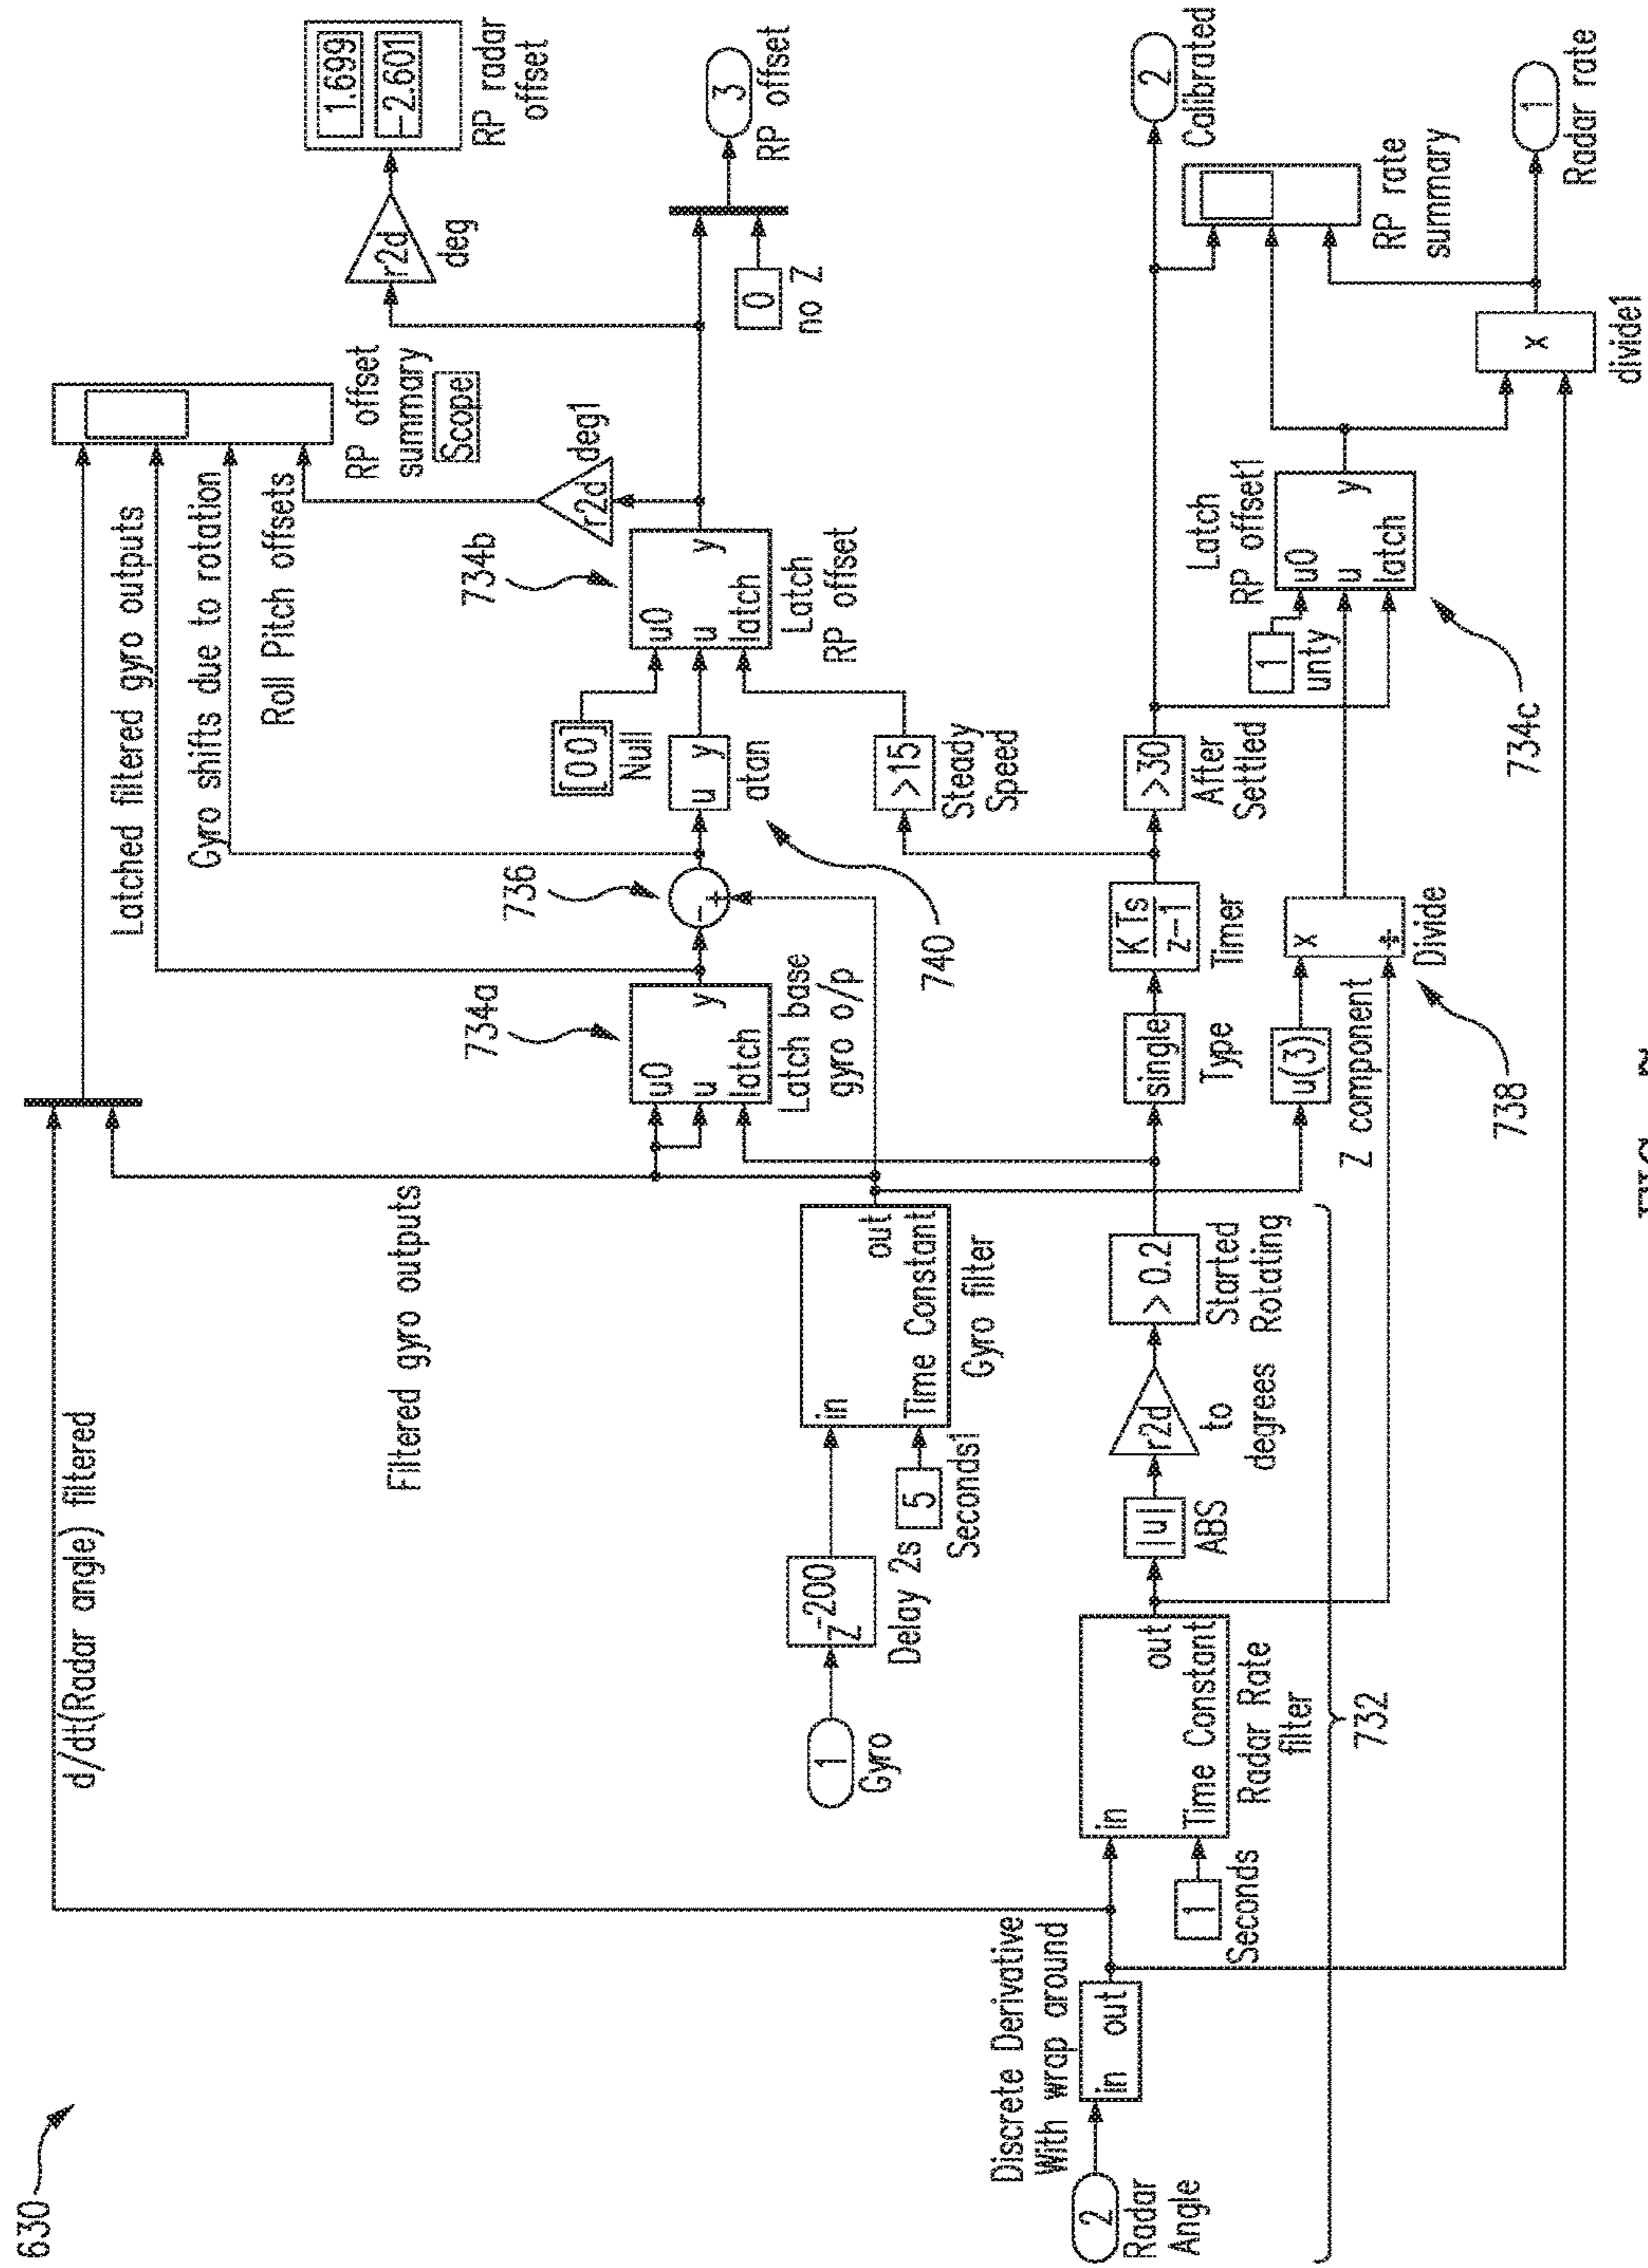 630
d/dt(Radar angle) filtered
Filtered gyro outputs
Latched filtered gyro outputs
Gyro shifts due to rotation
Roll Pitch offsets
RP offset
summary
Scope
r2d
deg1
r2d
deg
1.699
-2.601
RP radar
offset
1
Gyro
Z-200
Delay 2s
5
Seconds1
in
out
Time Constant
Gyro filter
734a
u0
u
latch
y
Latch base
gyro o/p
736
-
+
u y
atan
740
[0 0]
Null
734b
u0
u
latch
y
Latch
RP offset
0
no Z
3
RP offset
2
Radar
Angle
Discrete Derivative
With wrap around
in out
1
Seconds
in
out
Time Constant
Radar Rate
filter
|u|
ABS
r2d
to
degrees
> 0.2
Started
Rotating
732
single
Type
K Ts
z-1
Timer
>15
Steady
Speed
>30
After
Settled
2
Calibrated
u(3)
Z component
x
÷
Divide
738
1
unty
Latch
RP offset1
u0
u
latch
y
734c
RP rate
summary
x
divide1
1
Radar rate